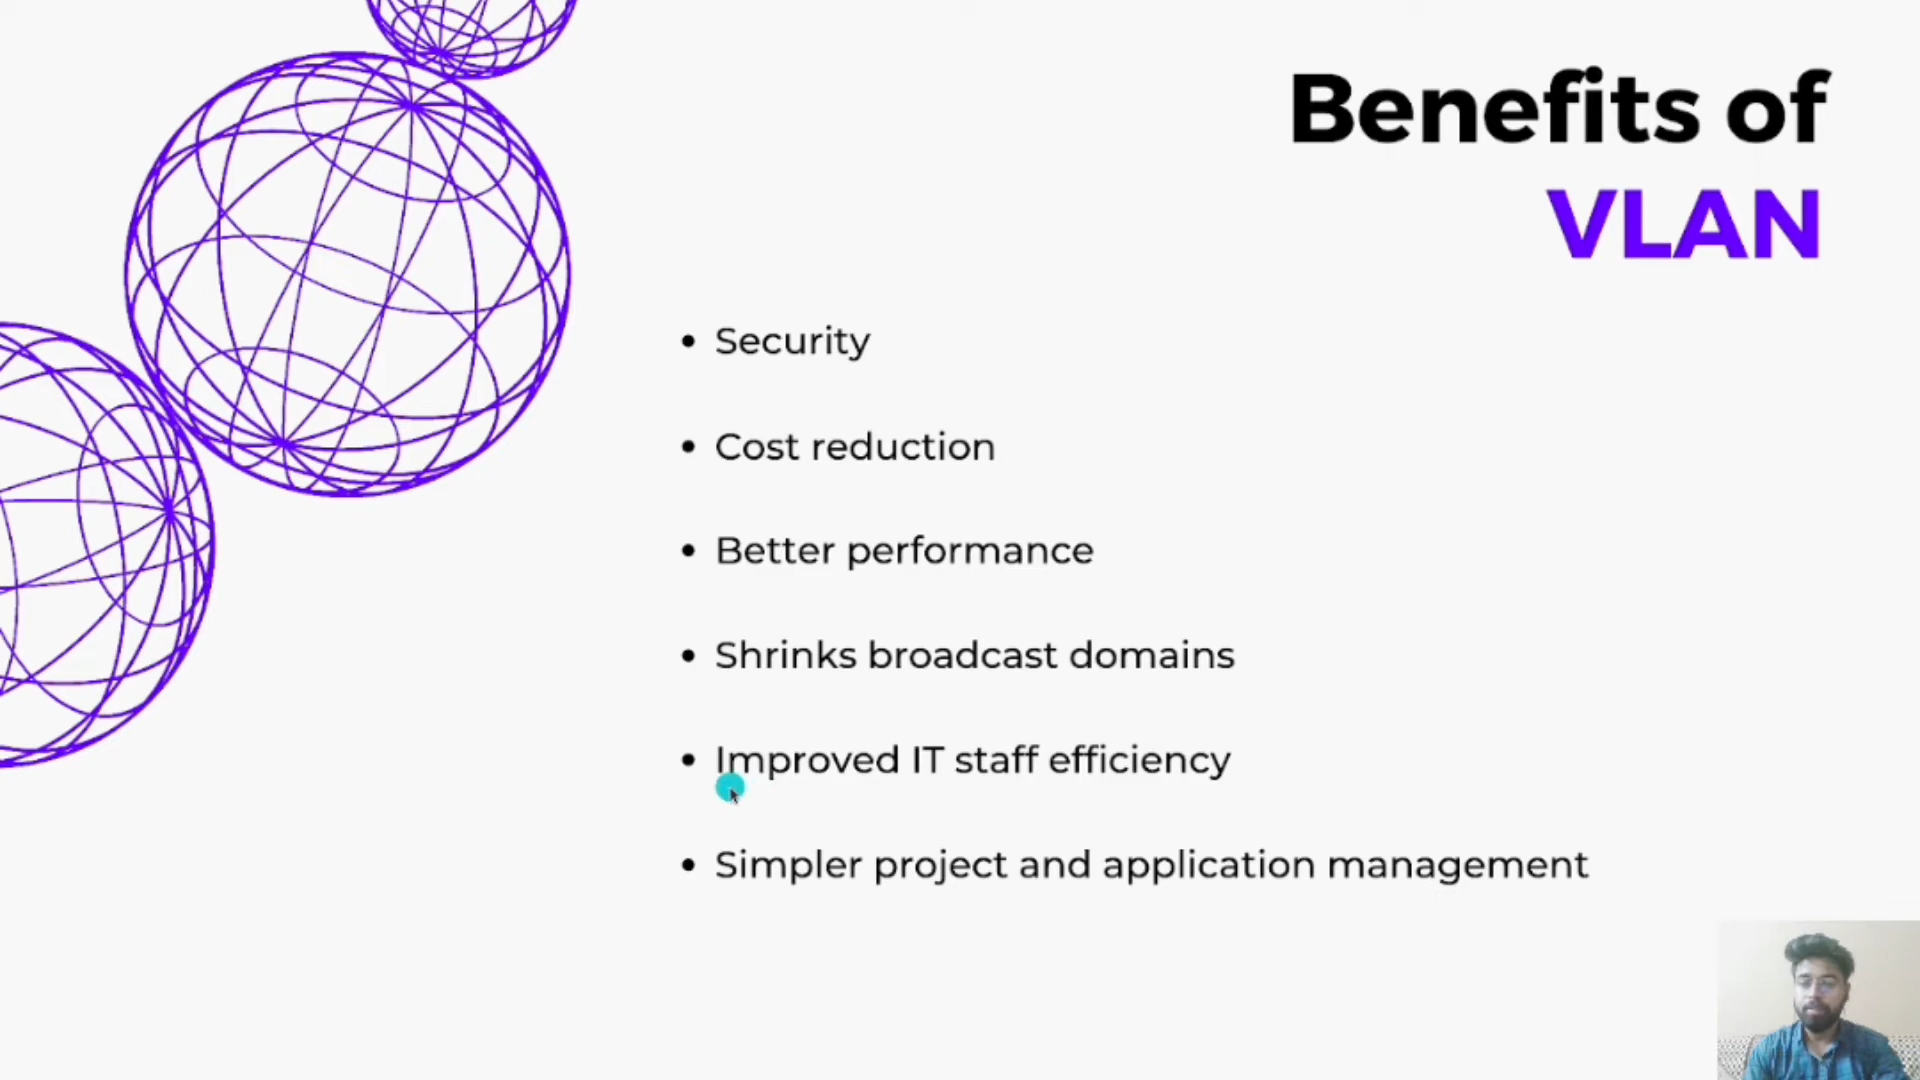 Benefits of
VLAN
• Security
• Cost reduction
• Better performance
• Shrinks broadcast domains
• Improved IT staff efficiency
• Simpler project and application management